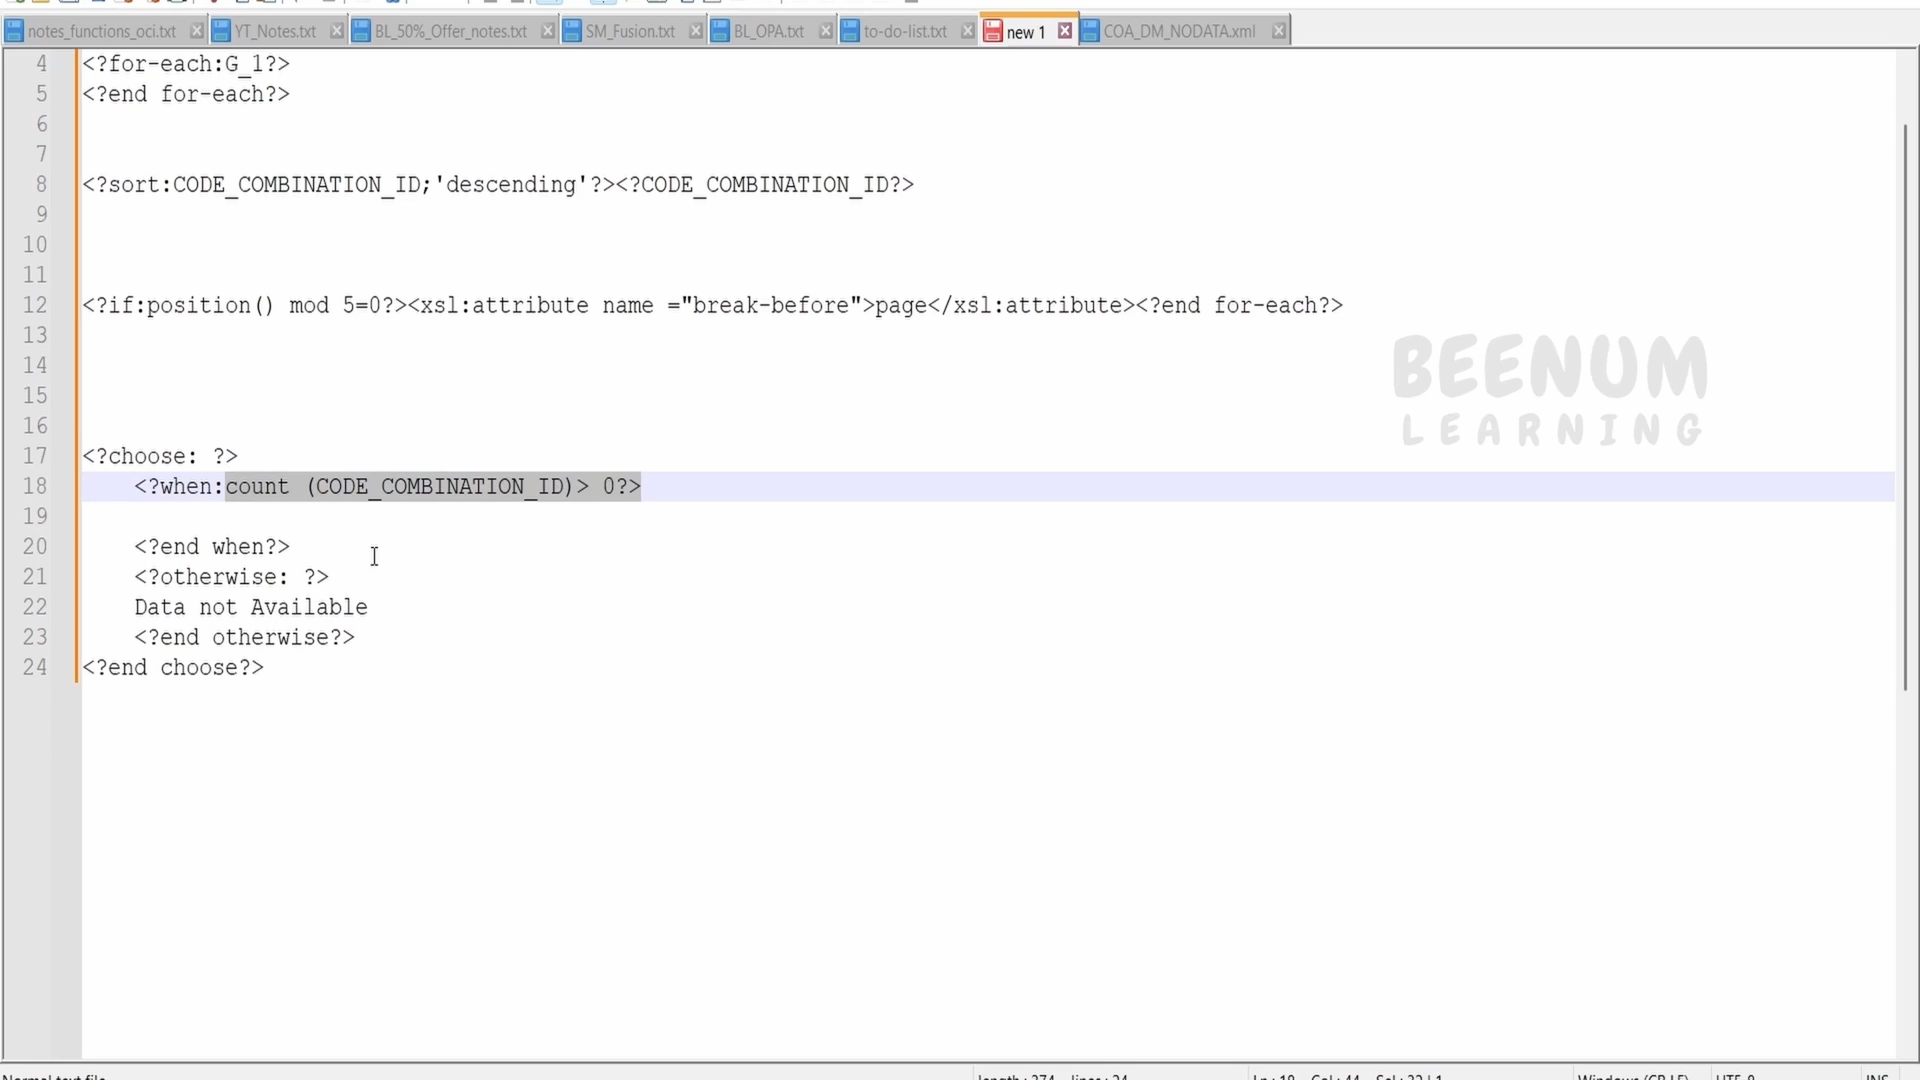 notes_functions_oci.txt YT_Notes.txt BL_50%_Offer_notes.txt SM_Fusion.txt BL_OPA.txt to-do-list.txt new 1 COA_DM_NODATA.xml
4 <?for-each:G_1?>
5 <?end for-each?>
6
7
8 <?sort:CODE_COMBINATION_ID;'descending'?><?CODE_COMBINATION_ID?>
9
10
11
12 <?if:position() mod 5=0?><xsl:attribute name ="break-before">page</xsl:attribute><?end for-each?>
13
BEENUM
14
15
16
LEARNING
17 <?choose: ?>
18 <?when:count (CODE_COMBINATION_ID)> 0?>
19
20 <?end when?>
21 <?otherwise: ?>
22 Data not Available
23 <?end otherwise?>
24 <?end choose?>